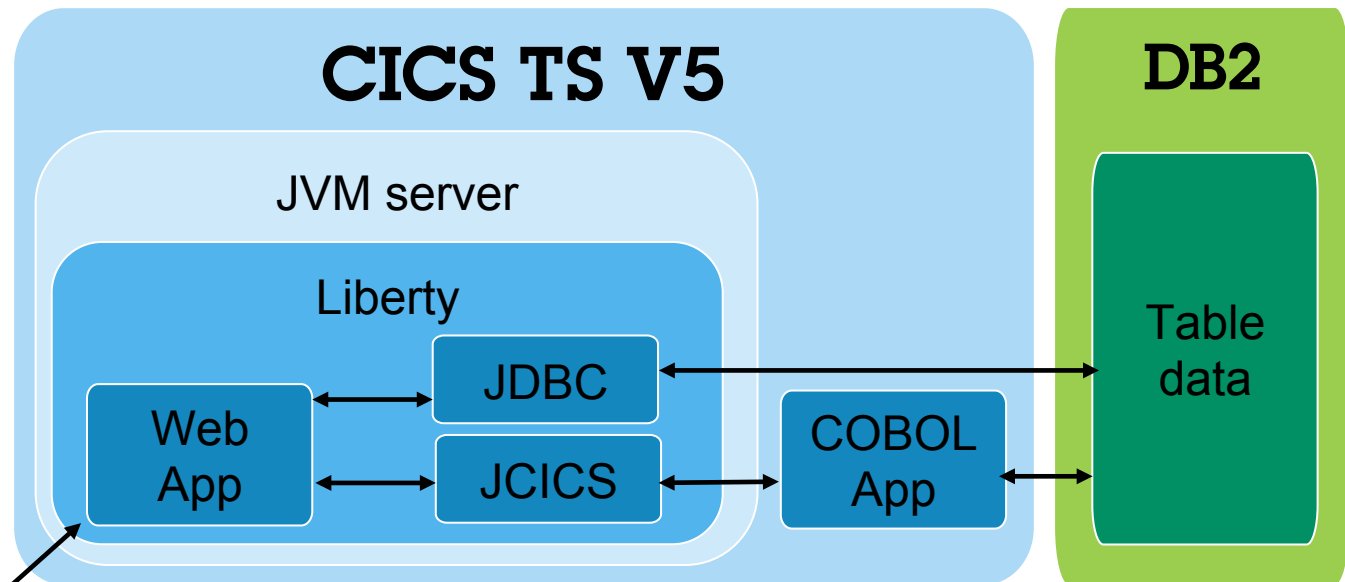 CICS TS V5
DB2
JVM server
Liberty
JDBC
Web
App
JCICS
COBOL
App
Table
data